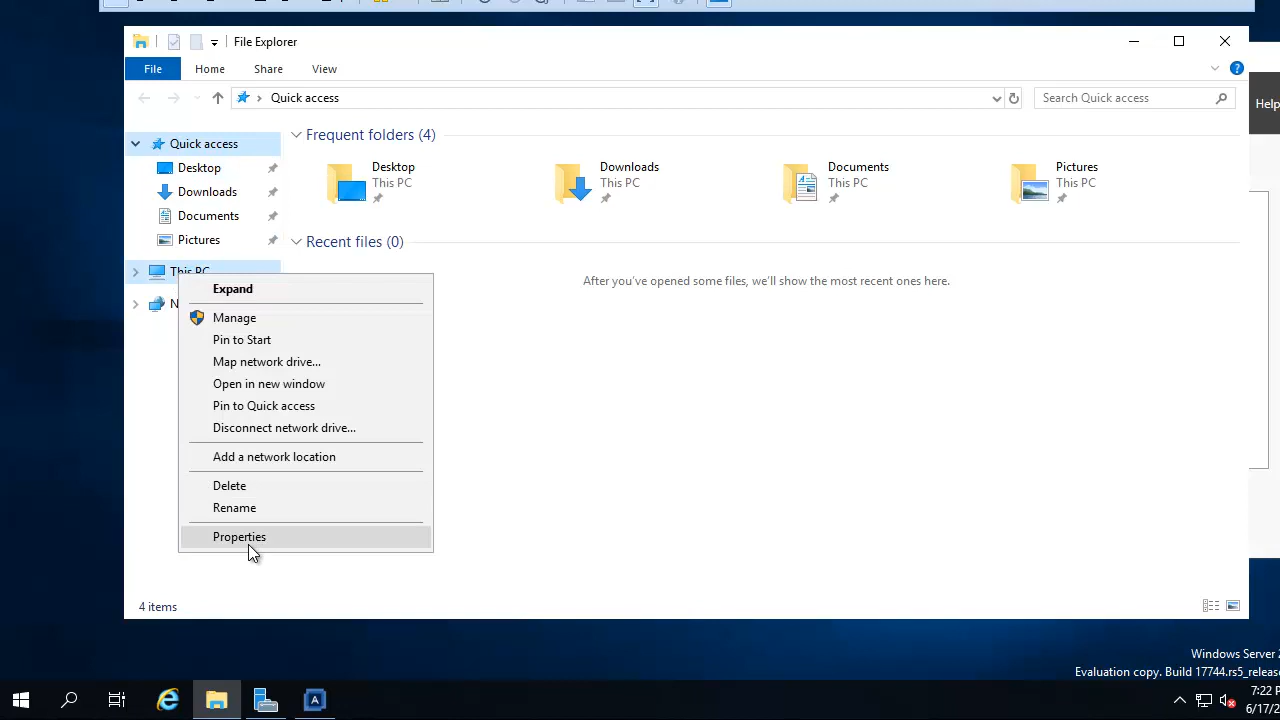 File Explorer
File
Home
Share
View
Help
Quick access
Search Quick access
Quick access
Desktop
Downloads
Documents
Pictures
This PC
Frequent folders (4)
Desktop
This PC
Downloads
This PC
Documents
This PC
Pictures
This PC
Recent files (0)
After you've opened some files, we'll show the most recent ones here.
Expand
Manage
Pin to Start
Map network drive...
Open in new window
Pin to Quick access
Disconnect network drive...
Add a network location
Delete
Rename
Properties
4 items
Windows Server
Evaluation copy. Build 17744.rs5_release
7:22 P
6/17/2